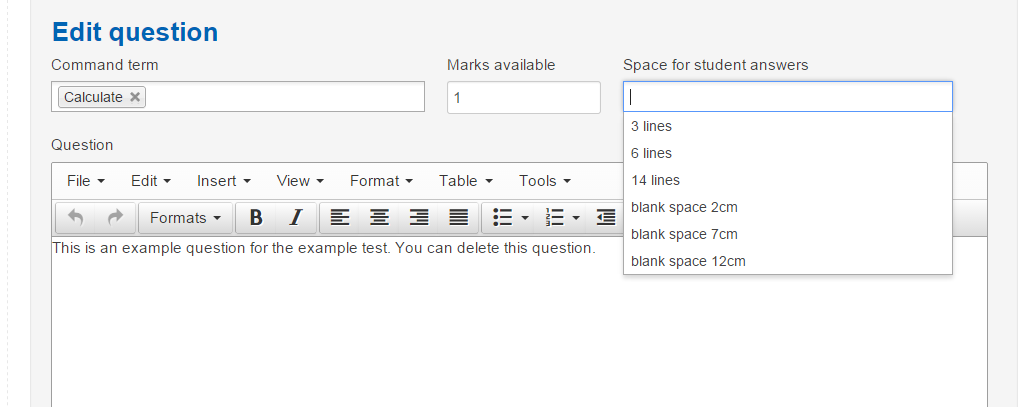 Edit question
Command term
Marks available
Space for student answers
Calculate
1
3 lines
6 lines
14 lines
blank space 2cm
blank space 7cm
blank space 12cm
Question
File Edit Insert View Format Table Tools
Formats B I
This is an example question for the example test. You can delete this question.